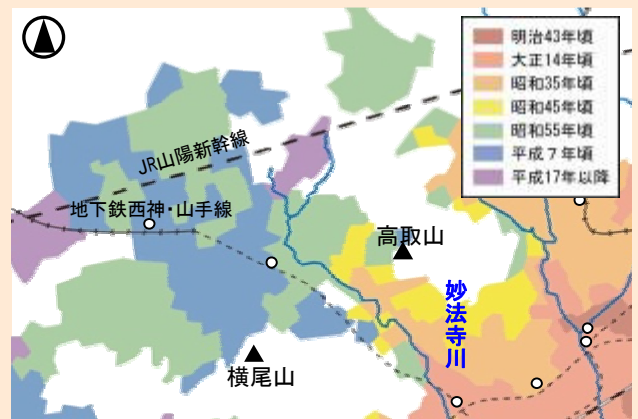 明治43年頃
大正14年頃
昭和35年頃
昭和45年頃
昭和55年頃
平成７年頃
平成17年以降
JR山陽新幹線
地下鉄西神・山手線
高取山
妙法寺川
横尾山